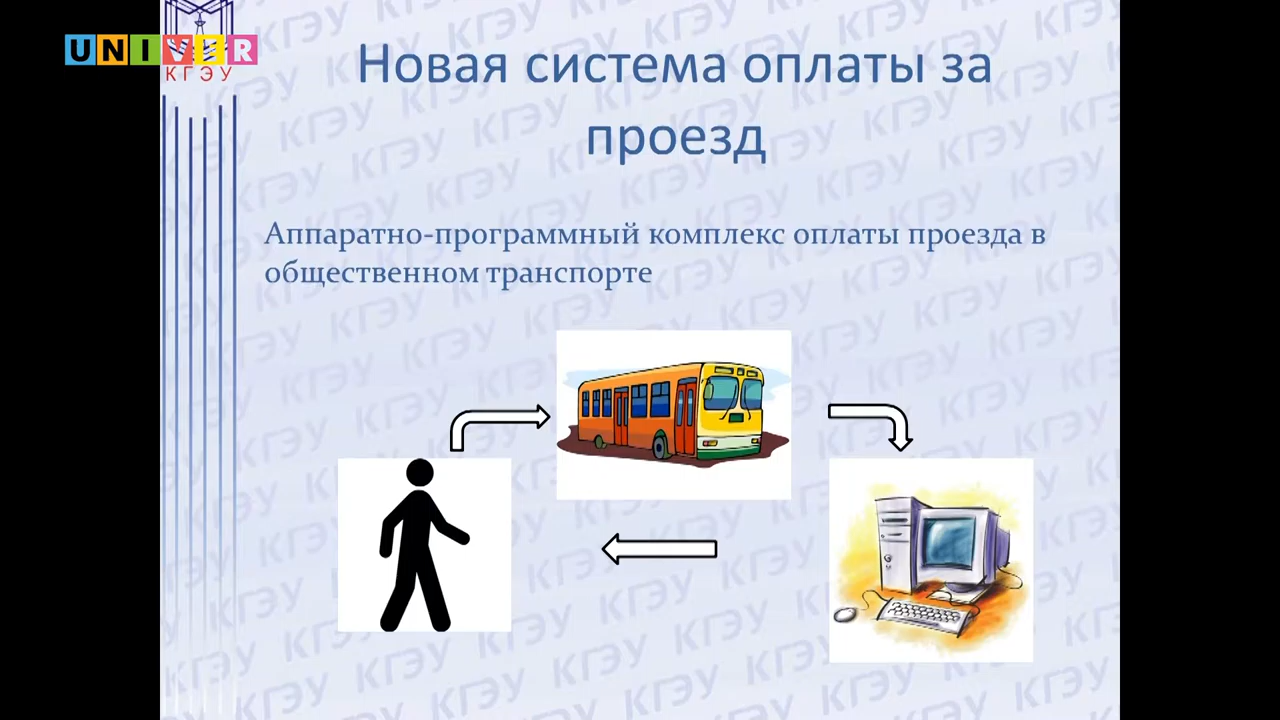 UNIVER
КГЭУ
Новая система оплаты за
проезд
Аппаратно-программный комплекс оплаты проезда в
общественном транспорте